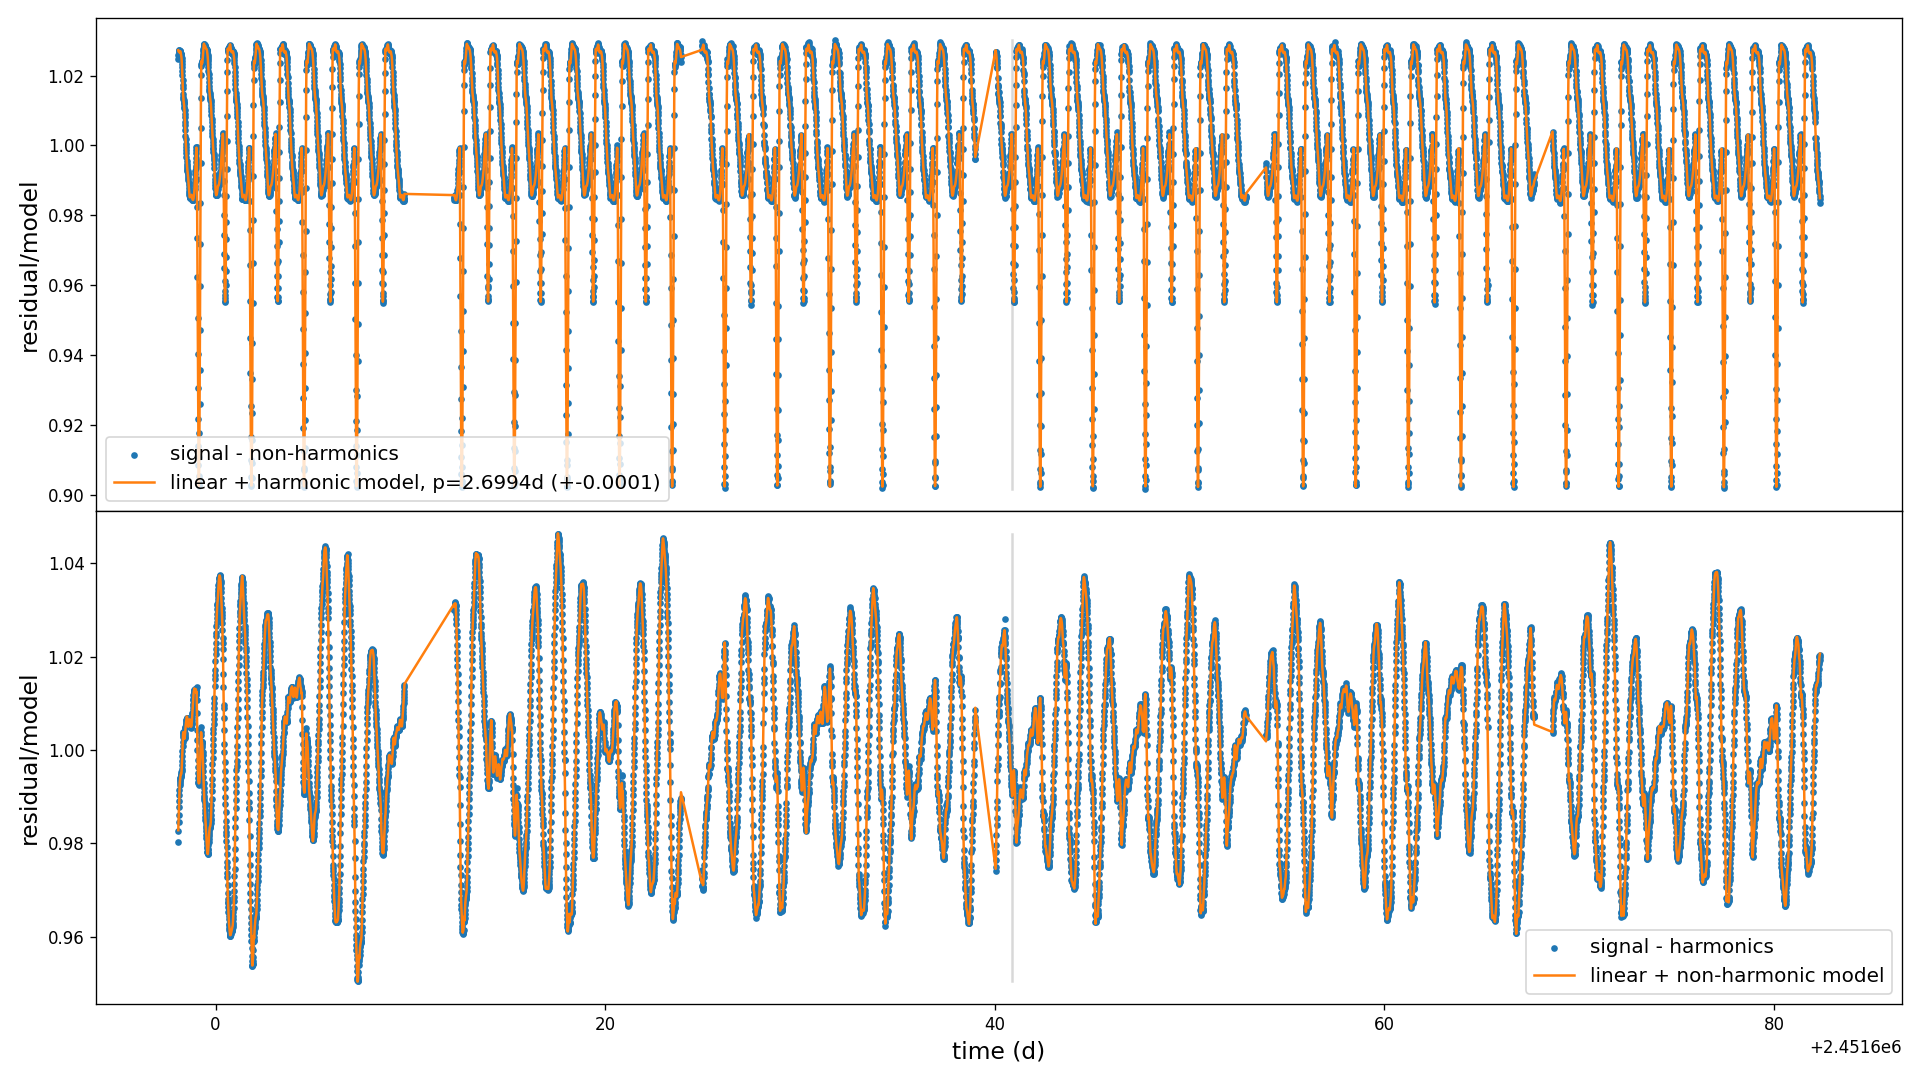 residual/model
1.02
1.00
0.98
0.96
0.94
0.92
0.90
signal - non-harmonics
linear + harmonic model, p=2.6994d (+-0.0001)
residual/model
1.04
1.02
1.00
0.98
0.96
signal - harmonics
linear + non-harmonic model
0 20 40 60 80
time (d)
+2.4516e6